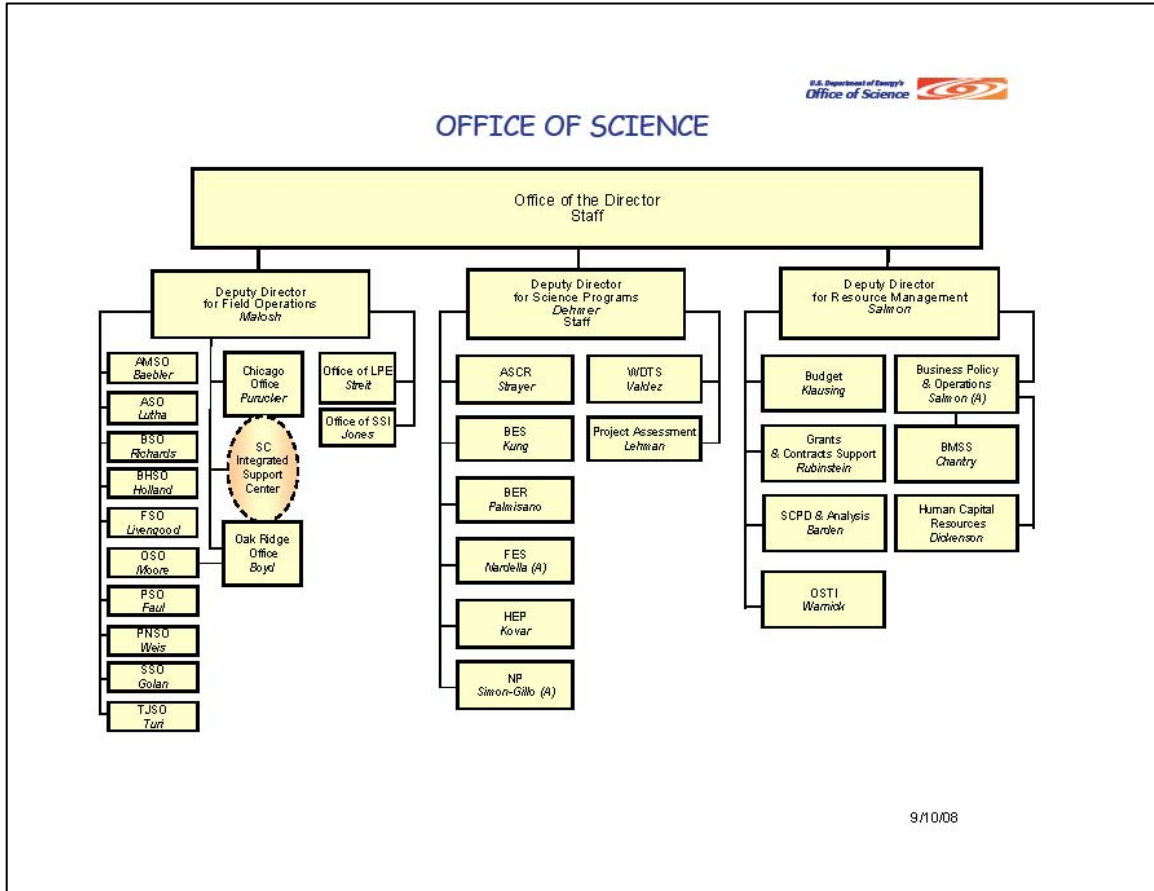 U.S. Department of Energy's
Office of Science
OFFICE OF SCIENCE
Office of the Director
Staff
Deputy Director
for Field Operations
Malosh
Deputy Director
for Science Programs
Dehmer
Staff
Deputy Director
for Resource Management
Salmon
AMSO
Baebler
ASO
Lutha
BSO
Richards
BHSO
Holland
FSO
Livengood
OSO
Moore
PSO
Faul
PNSO
Weis
SSO
Golan
TJSO
Turi
Chicago
Office
Purucker
SC
Integrated
Support
Center
Oak Ridge
Office
Boyd
Office of LPE
Streit
Office of SSI
Jones
ASCR
Strayer
BES
Kung
BER
Palmisano
FES
Nardella (A)
HEP
Kovar
NP
Simon-Gillo (A)
WDTS
Valdez
Project Assessment
Lehman
Budget
Klausing
Grants
& Contracts Support
Rubinstein
SCPD & Analysis
Barden
OSTI
Warnick
Business Policy
& Operations
Salmon (A)
BMSS
Chantry
Human Capital
Resources
Dickenson
9/10/08